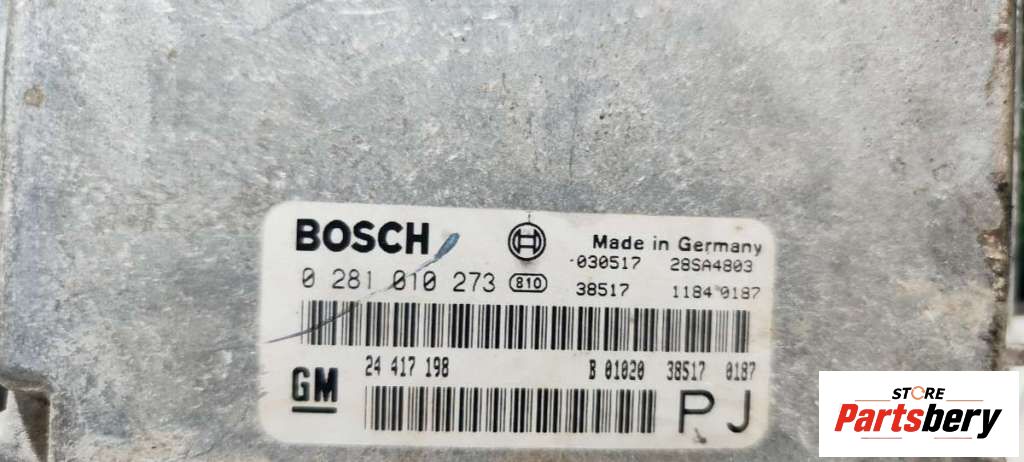 BOSCH
Made in Germany
030517 28SA4803
0 281 010 273 810
38517 1184 0187
24 417 198 B 01020 38517 0187
GM
PJ
STORE
Partsbery